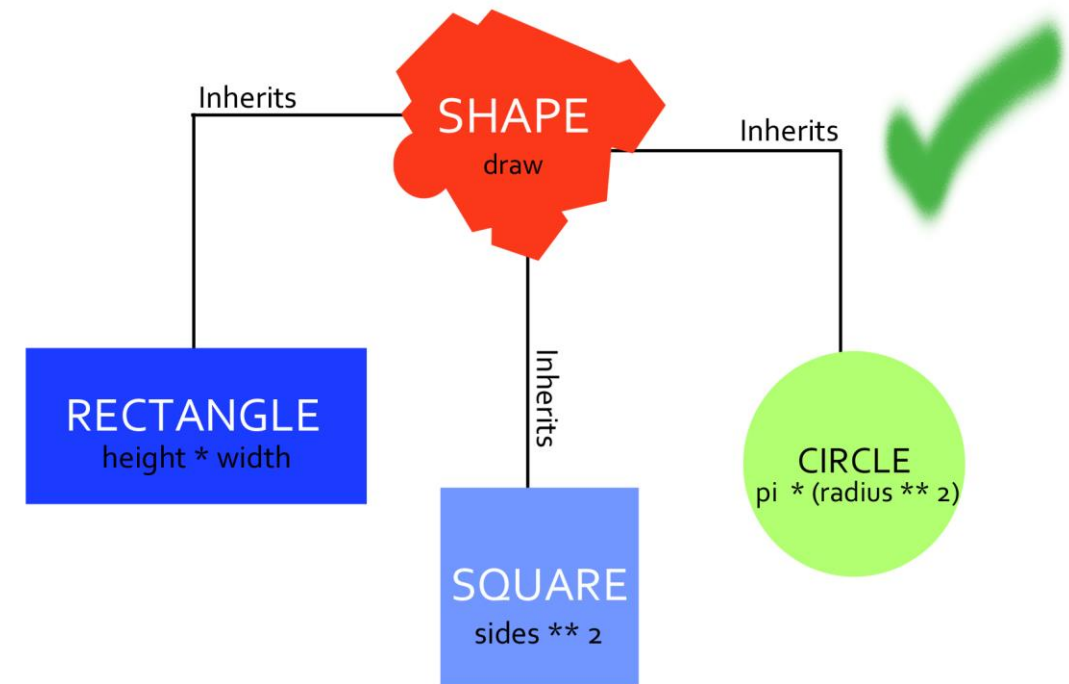 Inherits
SHAPE
draw
Inherits
Inherits
RECTANGLE
height * width
SQUARE
sides ** 2
CIRCLE
pi * (radius ** 2)